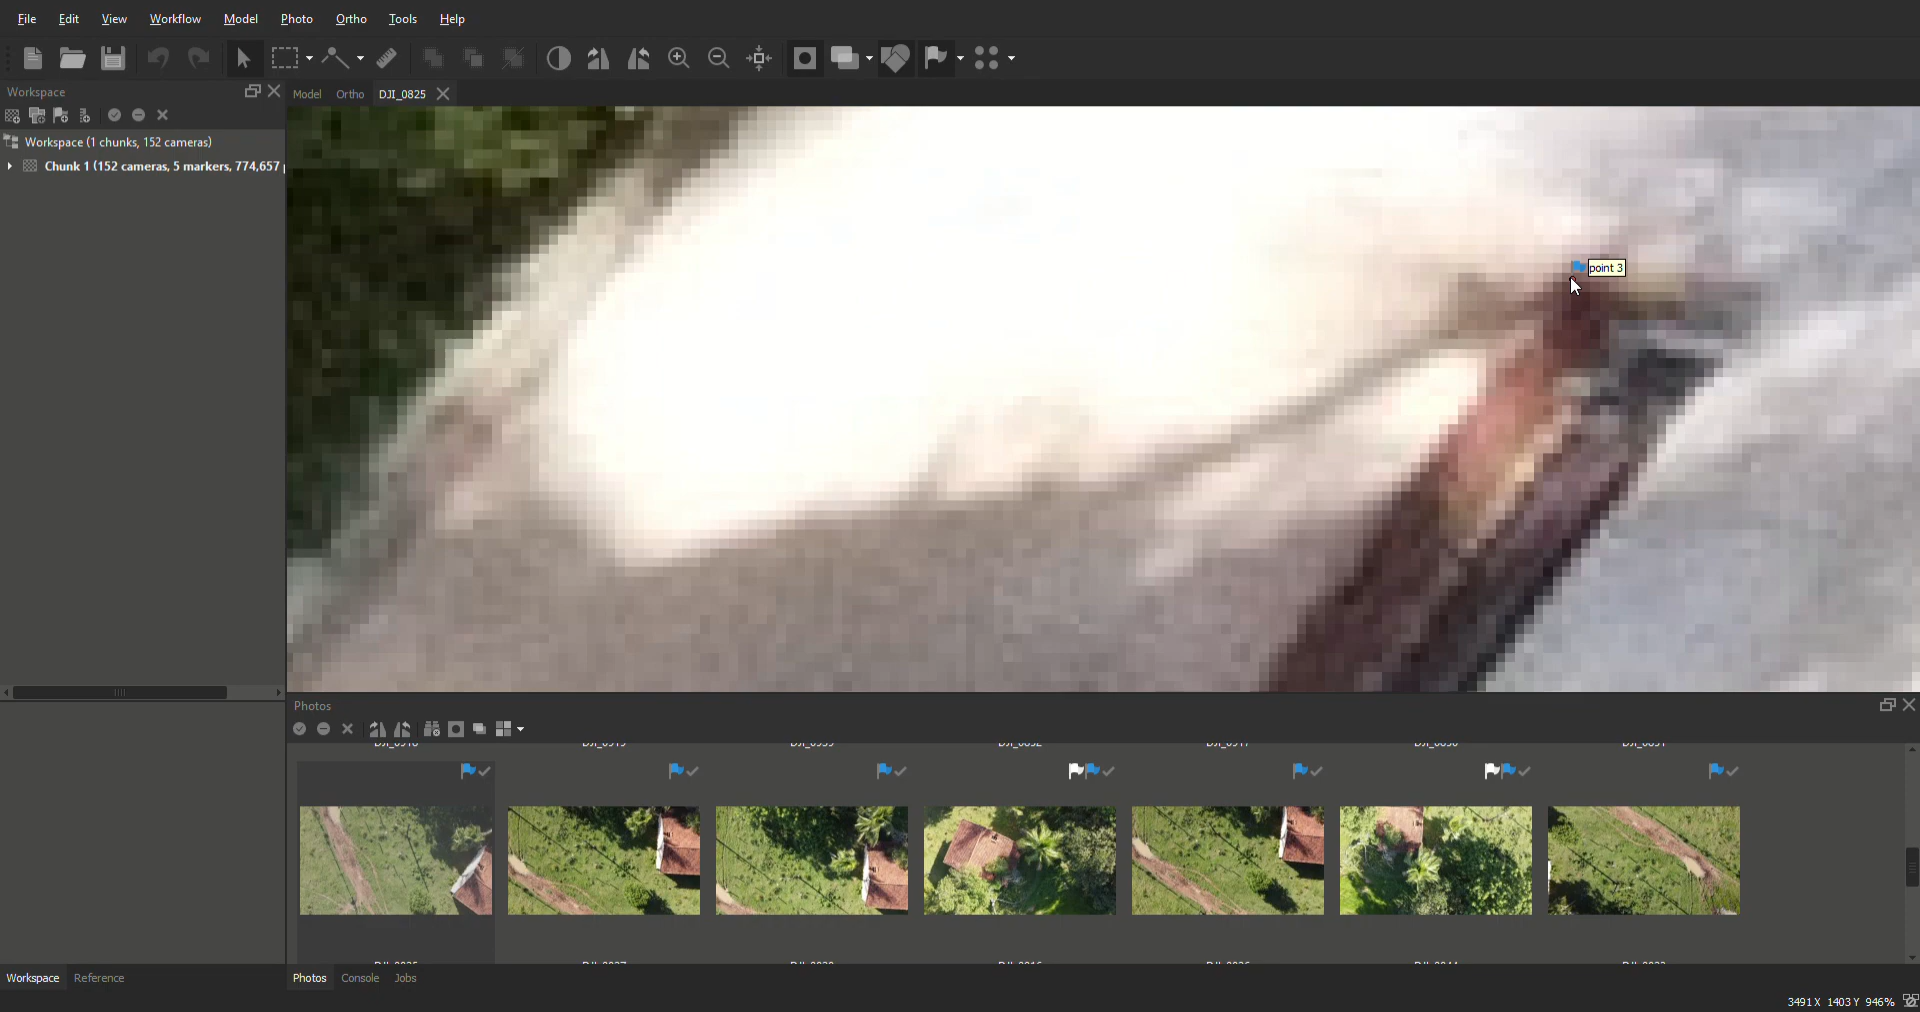 File Edit View Workflow Model Photo Ortho Tools Help
Workspace
Model Ortho DJI_0825
Workspace (1 chunks, 152 cameras)
Chunk 1 (152 cameras, 5 markers, 774,657
point 3
Photos
Workspace Reference
Photos Console Jobs
3491 X 1403 Y 946%